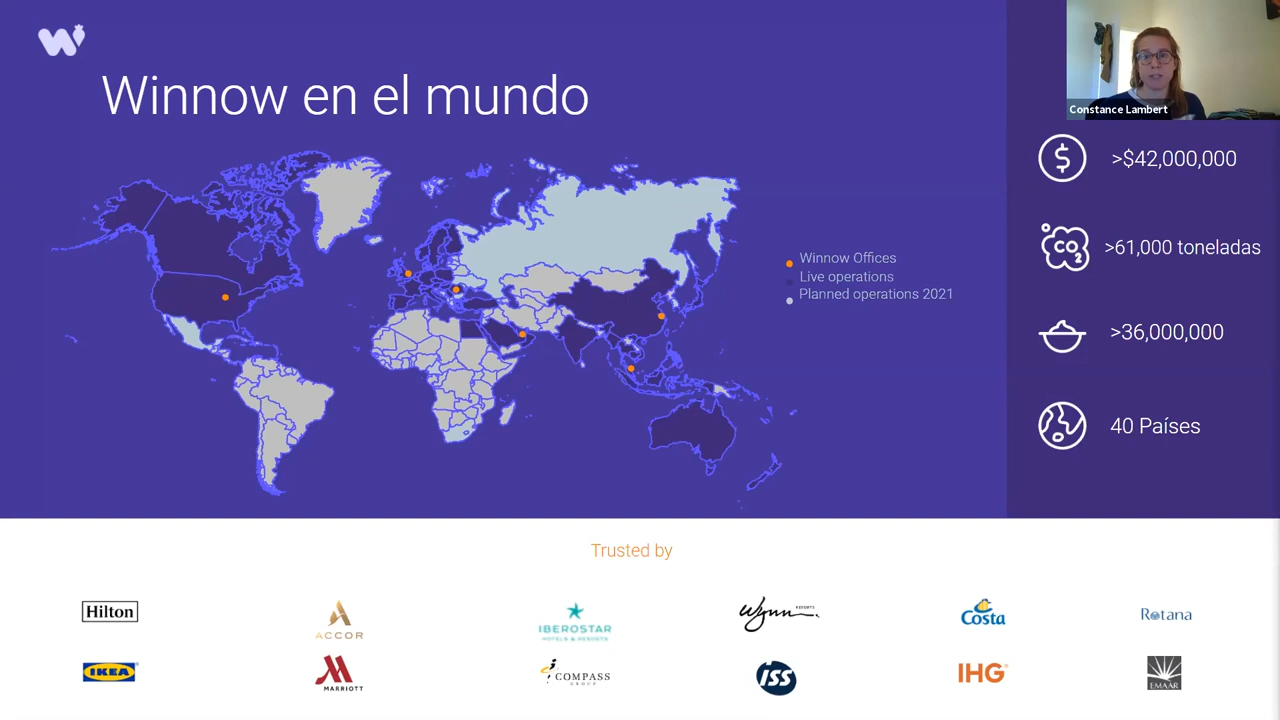 Winnow en el mundo
Constance Lambert
>$42,000,000
CO2
>61,000 toneladas
>36,000,000
40 Países
Winnow Offices
Live operations
Planned operations 2021
Trusted by
Hilton
ACCOR
IBEROSTAR
HOTELS & RESORTS
Wynn RESORTS
Costa
Rotana
IKEA
MARRIOTT
COMPASS
GROUP
ISS
IHG
EMAAR